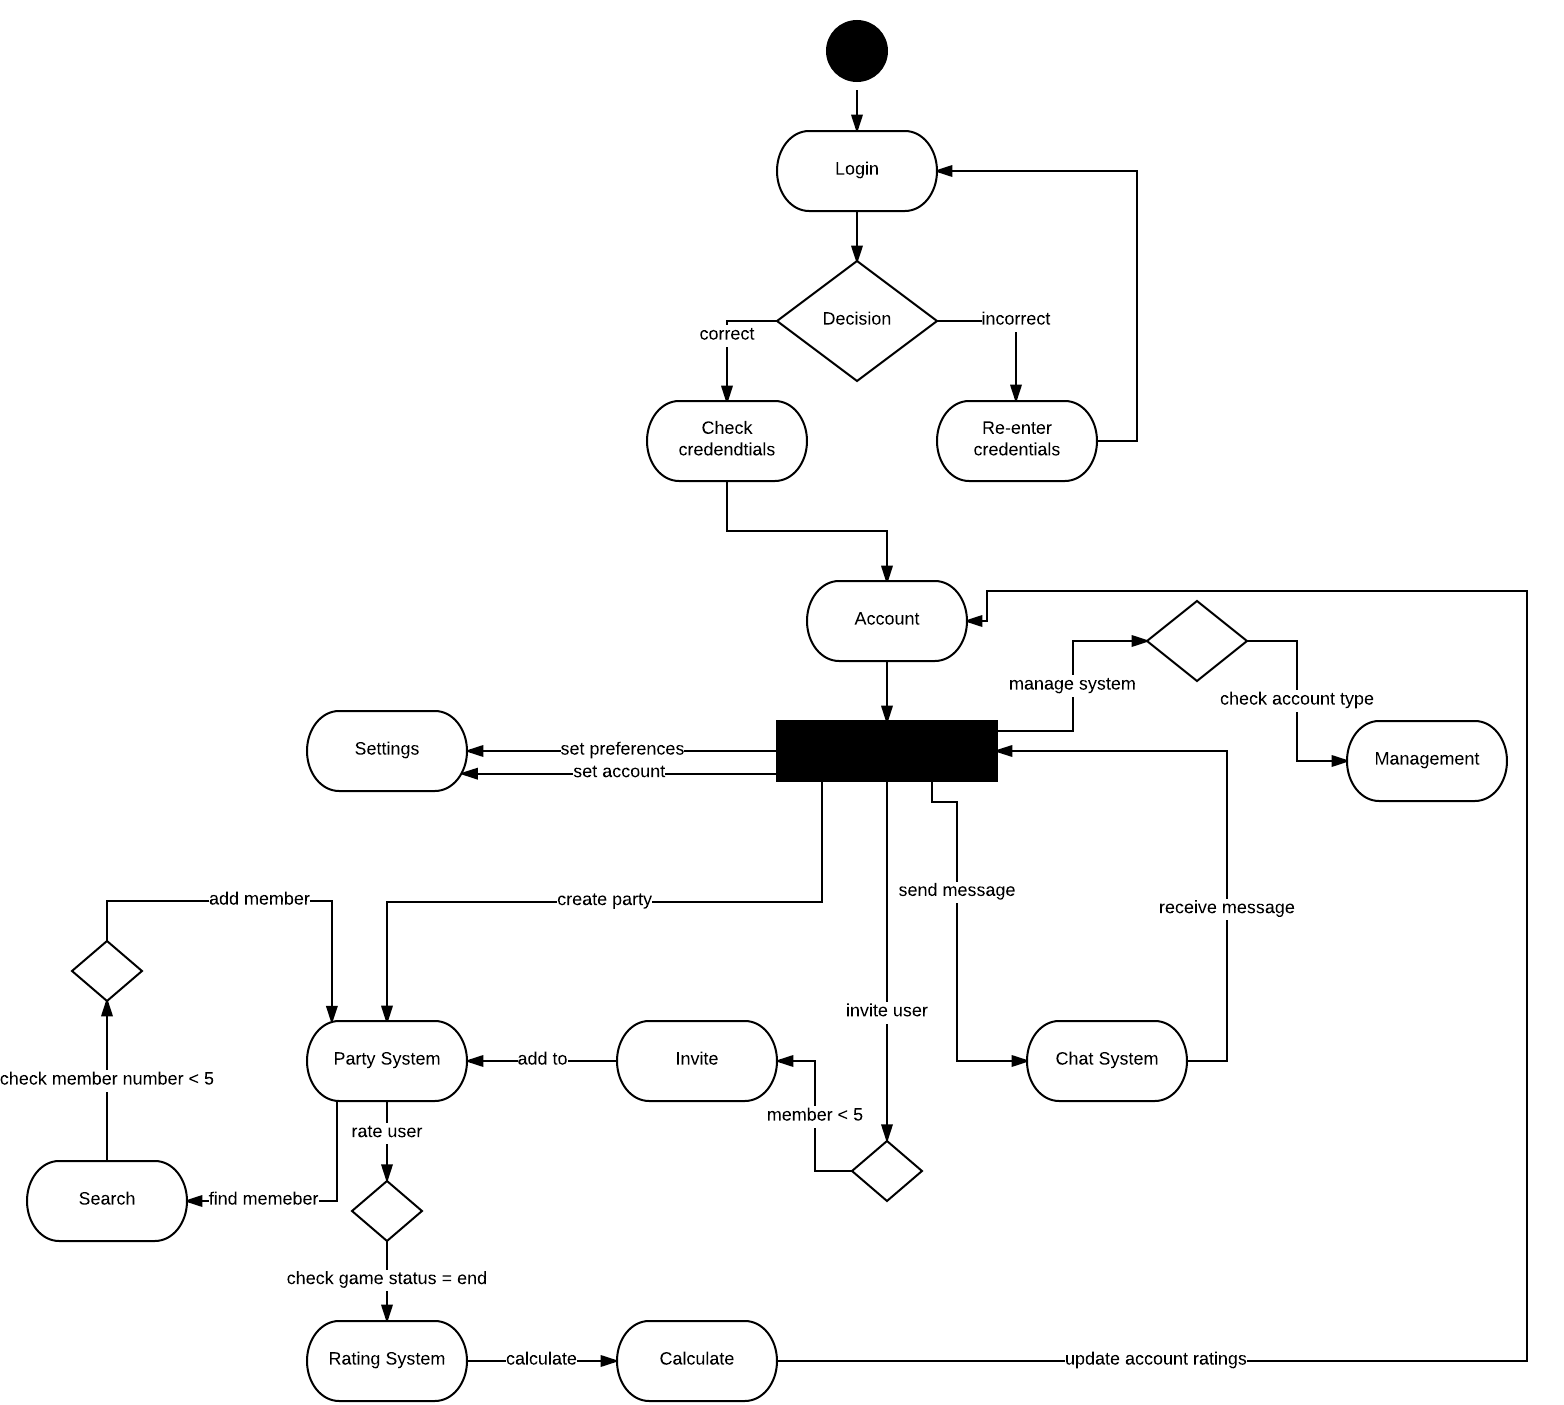 Login
Decision
correct
incorrect
Check
credendtials
Re-enter
credentials
Account
manage system
check account type
Settings
set preferences
set account
Management
add member
create party
send message
receive message
invite user
Party System
add to
Invite
Chat System
check member number < 5
member < 5
rate user
Search
find memeber
check game status = end
Rating System
calculate
Calculate
update account ratings